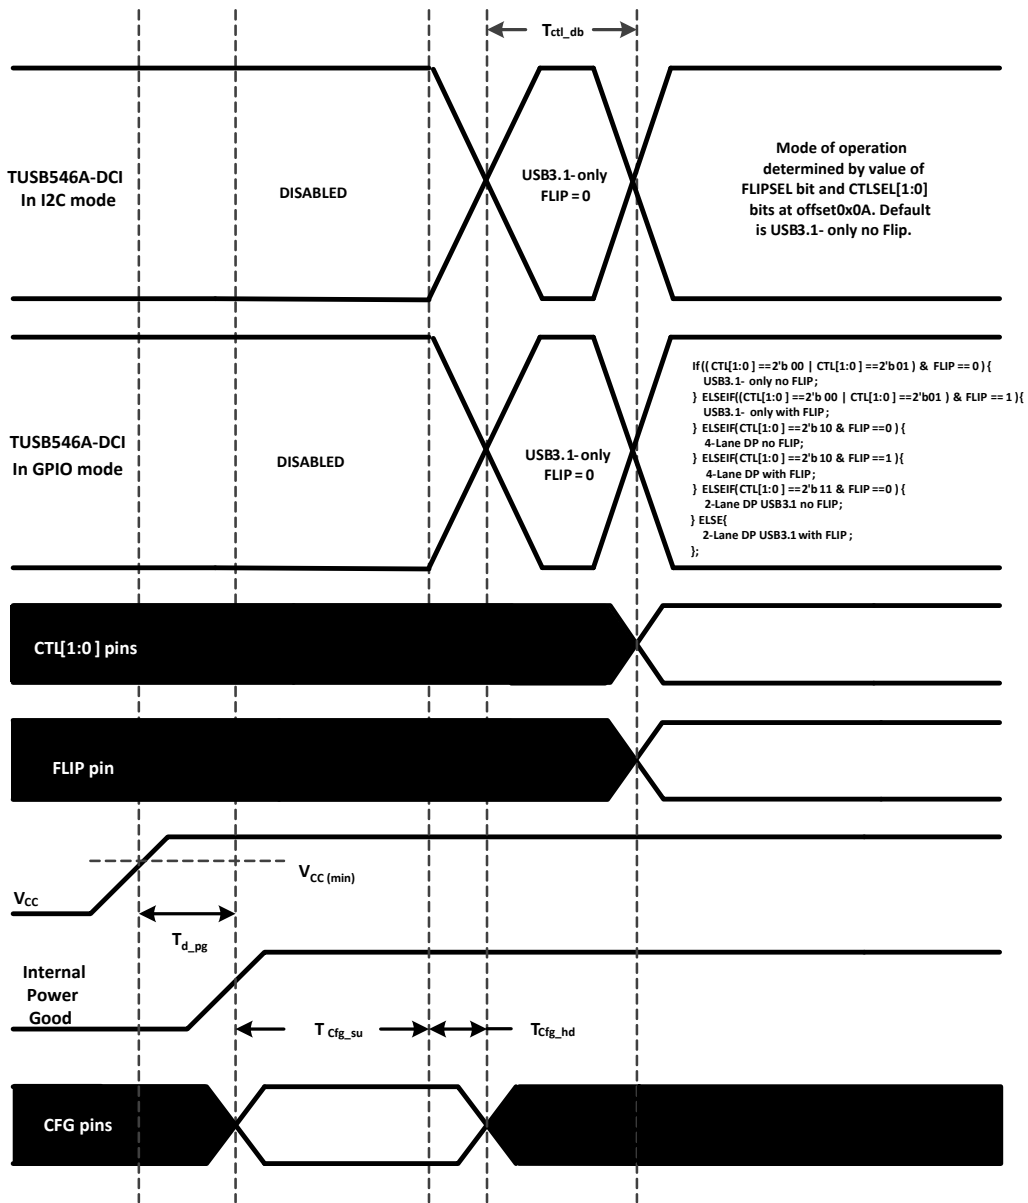 Tctl_db
TUSB546A-DCI
In I2C mode
DISABLED
USB3.1- only
FLIP = 0
Mode of operation
determined by value of
FLIPSEL bit and CTLSEL[1:0]
bits at offset0x0A. Default
is USB3.1- only no Flip.
TUSB546A-DCI
In GPIO mode
DISABLED
USB3.1- only
FLIP = 0
If(( CTL[1:0 ] ==2'b 00 | CTL[1:0 ] ==2'b 01 ) & FLIP == 0 ) {
USB3.1- only no FLIP ;
} ELSEIF((CTL[1:0 ] ==2'b 00 | CTL[1:0 ] ==2'b01 ) & FLIP == 1 ){
USB3.1- only with FLIP ;
} ELSEIF( CTL[1:0 ] ==2'b 10 & FLIP ==0 ) {
4-Lane DP no FLIP;
} ELSEIF( CTL[1:0 ] ==2'b 10 & FLIP ==1 ){
4-Lane DP with FLIP;
} ELSEIF( CTL[1:0 ] ==2'b 11 & FLIP ==0 ) {
2-Lane DP USB3.1 no FLIP ;
} ELSE{
2-Lane DP USB3.1 with FLIP ;
};
CTL[1:0 ] pins
FLIP pin
VCC
VCC (min)
Td_pg
Internal
Power
Good
TCfg_su
TCfg_hd
CFG pins